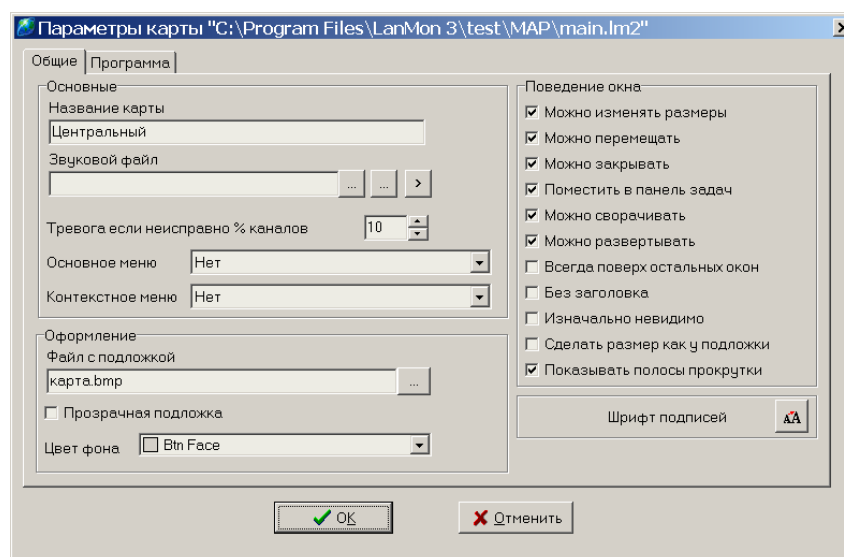 Параметры карты "C:\Program Files\LanMon 3\test\MAP\main.lm2"
Общие
Программа
Основные
Название карты
Центральный
Звуковой файл
...
...
>
Тревога если неисправно % каналов
10
Основное меню
Нет
Контекстное меню
Нет
Оформление
Файл с подложкой
карта.bmp
...
Прозрачная подложка
Цвет фона
Btn Face
Поведение окна
Можно изменять размеры
Можно перемещать
Можно закрывать
Поместить в панель задач
Можно сворачивать
Можно развертывать
Всегда поверх остальных окон
Без заголовка
Изначально невидимо
Сделать размер как у подложки
Показывать полосы прокрутки
Шрифт подписей
AA
OK
Отменить